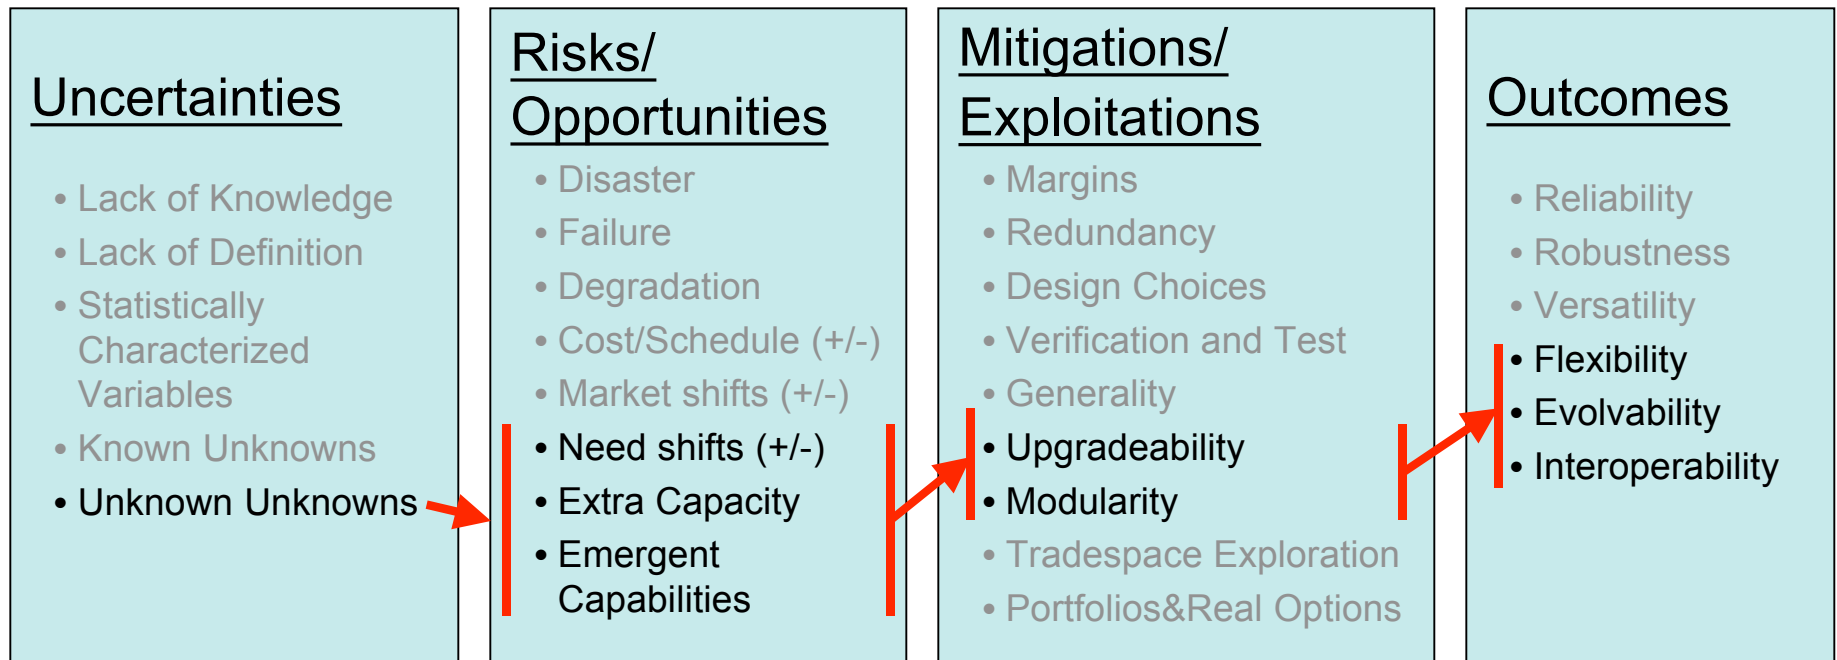 Uncertainties
• Lack of Knowledge
• Lack of Definition
• Statistically
Characterized
Variables
• Known Unknowns
• Unknown Unknowns
Risks/
Opportunities
• Disaster
• Failure
• Degradation
• Cost/Schedule (+/-)
• Market shifts (+/-)
• Need shifts (+/-)
• Extra Capacity
• Emergent
Capabilities
Mitigations/
Exploitations
• Margins
• Redundancy
• Design Choices
• Verification and Test
• Generality
• Upgradeability
• Modularity
• Tradespace Exploration
• Portfolios&Real Options
Outcomes
• Reliability
• Robustness
• Versatility
• Flexibility
• Evolvability
• Interoperability